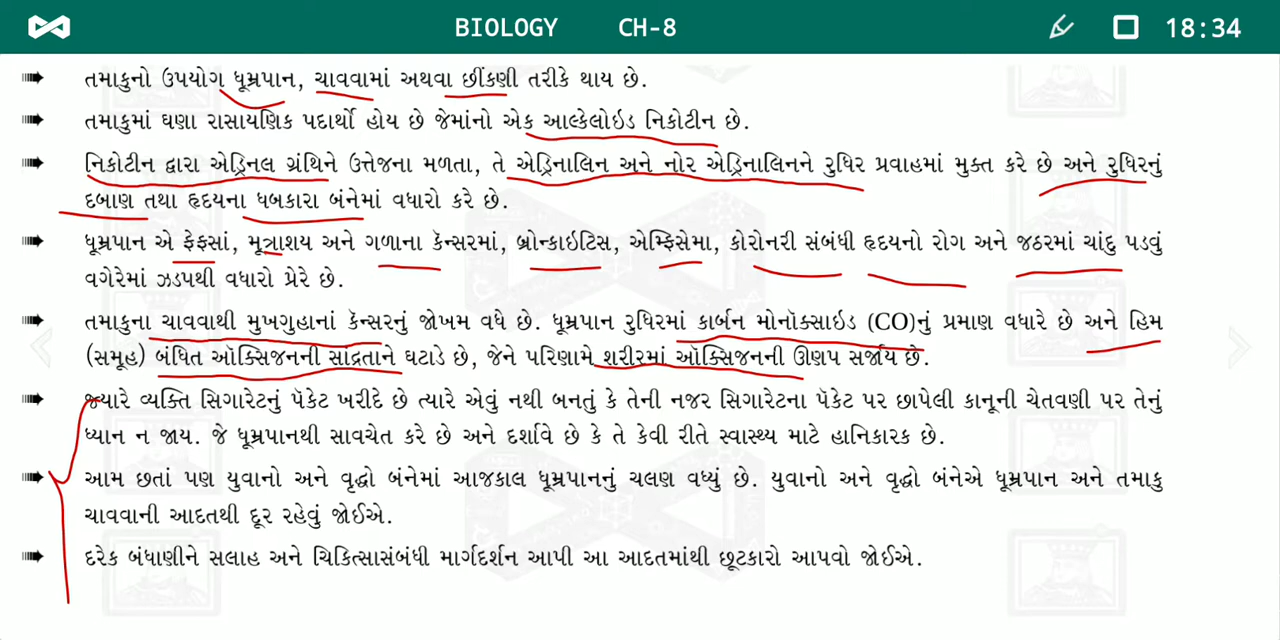 BIOLOGY CH-8 18:34
તમાકુનો ઉપયોગ ધૂમ્રપાન, ચાવવામાં અથવા છીંકણી તરીકે થાય છે.
તમાકુમાં ઘણા રાસાયણિક પદાર્થો હોય છે જેમાંનો એક આલ્કેલોઇડ નિકોટીન છે.
નિકોટીન દ્વારા એડ્રિનલ ગ્રંથિને ઉત્તેજના મળતા, તે એડ્રિનાલિન અને નોર એડ્રિનાલિનને રુધિર પ્રવાહમાં મુક્ત કરે છે અને રુધિરનું
દબાણ તથા હૃદયના ધબકારા બંનેમાં વધારો કરે છે.
ધૂમ્રપાન એ ફેફસાં, મૂત્રાશય અને ગળાના કૅન્સરમાં, બ્રોન્કાઇટિસ, એમ્ફિસેમા, કોરોનરી સંબંધી હૃદયનો રોગ અને જઠરમાં ચાંદુ પડવું
વગેરેમાં ઝડપથી વધારો પ્રેરે છે.
તમાકુના ચાવવાથી મુખગુહાનાં કૅન્સરનું જોખમ વધે છે. ધૂમ્રપાન રુધિરમાં કાર્બન મોનૉક્સાઇડ (CO)નું પ્રમાણ વધારે છે અને હિમ
(સમૂહ) બંધિત ઑક્સિજનની સાંદ્રતાને ઘટાડે છે, જેને પરિણામે શરીરમાં ઑક્સિજનની ઊણપ સર્જાય છે.
જ્યારે વ્યક્તિ સિગારેટનું પૅકેટ ખરીદે છે ત્યારે એવું નથી બનતું કે તેની નજર સિગારેટના પૅકેટ પર છાપેલી કાનૂની ચેતવણી પર તેનું
ધ્યાન ન જાય. જે ધૂમ્રપાનથી સાવચેત કરે છે અને દર્શાવે છે કે તે કેવી રીતે સ્વાસ્થ્ય માટે હાનિકારક છે.
આમ છતાં પણ યુવાનો અને વૃદ્ધો બંનેમાં આજકાલ ધૂમ્રપાનનું ચલણ વધ્યું છે. યુવાનો અને વૃદ્ધો બંનેએ ધૂમ્રપાન અને તમાકુ
ચાવવાની આદતથી દૂર રહેવું જોઈએ.
દરેક બંધાણીને સલાહ અને ચિકિત્સાસંબંધી માર્ગદર્શન આપી આ આદતમાંથી છૂટકારો આપવો જોઈએ.